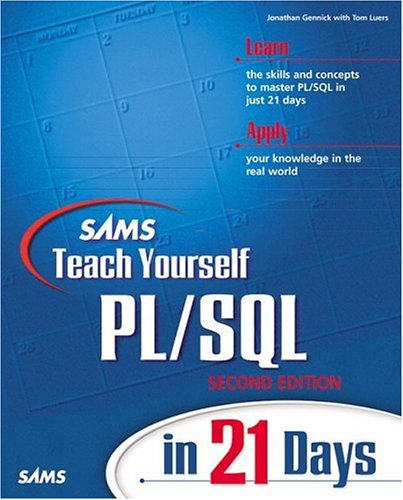 Jonathan Gennick with Tom Luers
Learn
the skills and concepts
to master PL/SQL in
just 21 days
Apply
your knowledge in the
real world
SAMS
Teach Yourself
PL/SQL
SECOND EDITION
in 21 Days
SAMS